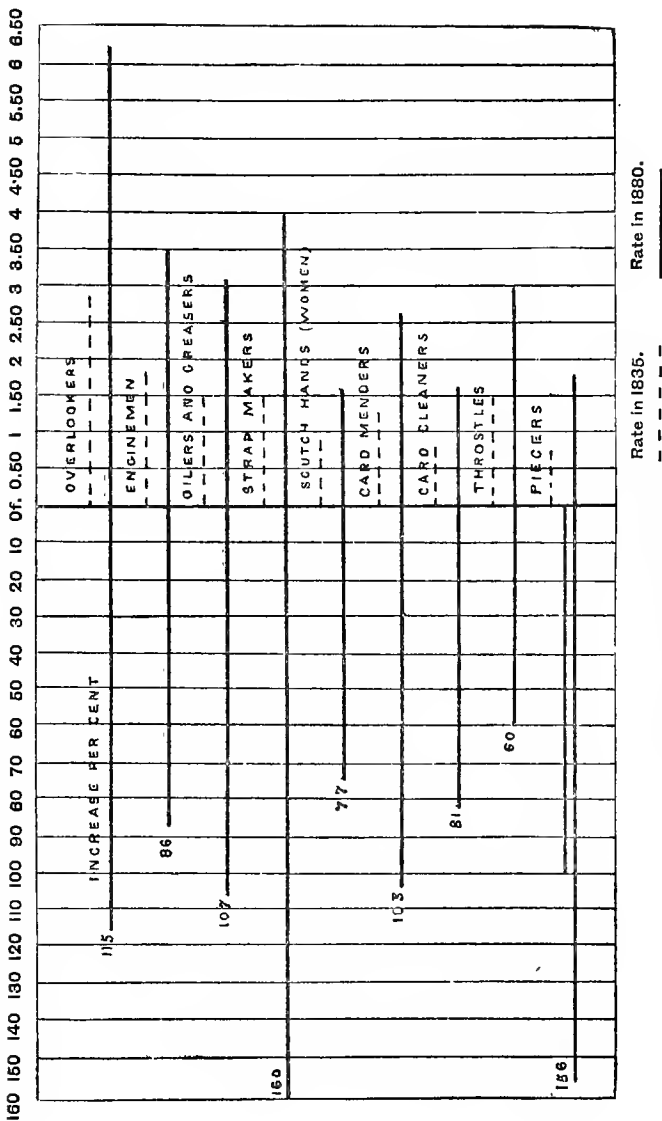 160 150 140 130 120 110 100 90 80 70 60 50 40 30 20 10 0f. 0.50 1 1.50 2 2.50 3 3.50 4 4·50 5 5.50 6 6.50
INCREASE PER CENT
OVERLOOKERS
115
ENGINEMEN
86
OILERS AND GREASERS
107
STRAP MAKERS
160
SCUTCH HANDS (WOMEN)
77
CARD MENDERS
103
CARD CLEANERS
81
THROSTLES
60
PIECERS
156
Rate in 1835.
Rate in 1880.